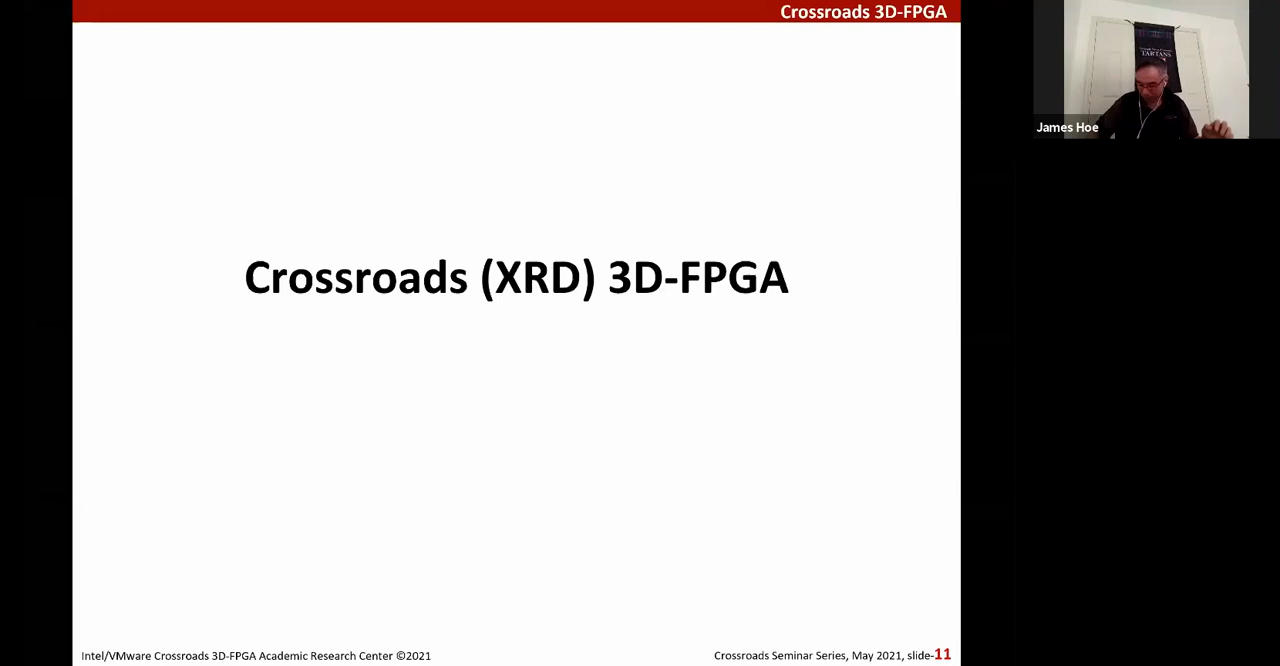 Crossroads 3D-FPGA
TARTANS
James Hoe
Crossroads (XRD) 3D-FPGA
Intel/VMware Crossroads 3D-FPGA Academic Research Center ©2021
Crossroads Seminar Series, May 2021, slide-11